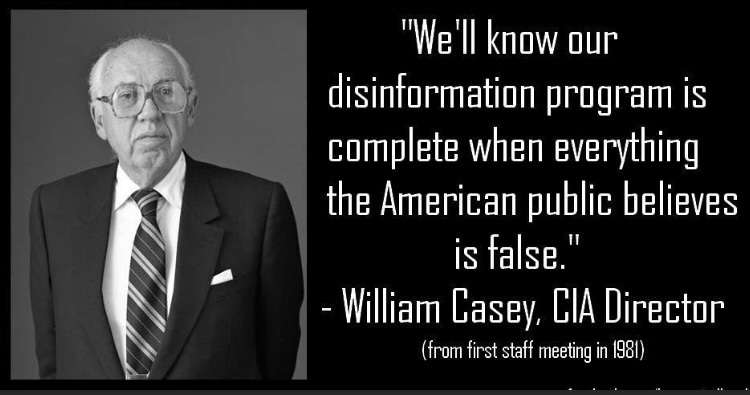 "We'll know our
disinformation program is
complete when everything
the American public believes
is false."
- William Casey, CIA Director
(from first staff meeting in 1981)